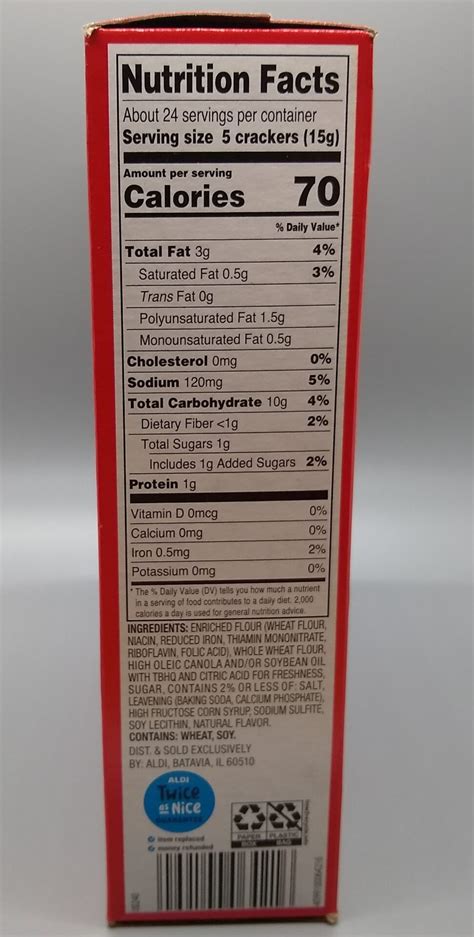 Nutrition Facts
About 24 servings per container
Serving size 5 crackers (15g)
Amount per serving
Calories 70
% Daily Value*
Total Fat 3g 4%
Saturated Fat 0.5g 3%
Trans Fat 0g
Polyunsaturated Fat 1.5g
Monounsaturated Fat 0.5g
Cholesterol 0mg 0%
Sodium 120mg 5%
Total Carbohydrate 10g 4%
Dietary Fiber <1g 2%
Total Sugars 1g
Includes 1g Added Sugars 2%
Protein 1g
Vitamin D 0mcg 0%
Calcium 0mg 0%
Iron 0.5mg 2%
Potassium 0mg 0%
* The % Daily Value (DV) tells you how much a nutrient
in a serving of food contributes to a daily diet. 2,000
calories a day is used for general nutrition advice.
INGREDIENTS: ENRICHED FLOUR (WHEAT FLOUR,
NIACIN, REDUCED IRON, THIAMIN MONONITRATE,
RIBOFLAVIN, FOLIC ACID), WHOLE WHEAT FLOUR,
HIGH OLEIC CANOLA AND/OR SOYBEAN OIL
WITH TBHQ AND CITRIC ACID FOR FRESHNESS,
SUGAR, CONTAINS 2% OR LESS OF: SALT,
LEAVENING (BAKING SODA, CALCIUM PHOSPHATE),
HIGH FRUCTOSE CORN SYRUP, SODIUM SULFITE,
SOY LECITHIN, NATURAL FLAVOR.
CONTAINS: WHEAT, SOY.
DIST. & SOLD EXCLUSIVELY
BY: ALDI, BATAVIA, IL 60510
ALDI
Twice
as Nice
GUARANTEE
item replaced
money refunded
PAPER PLASTIC
BOX BAG